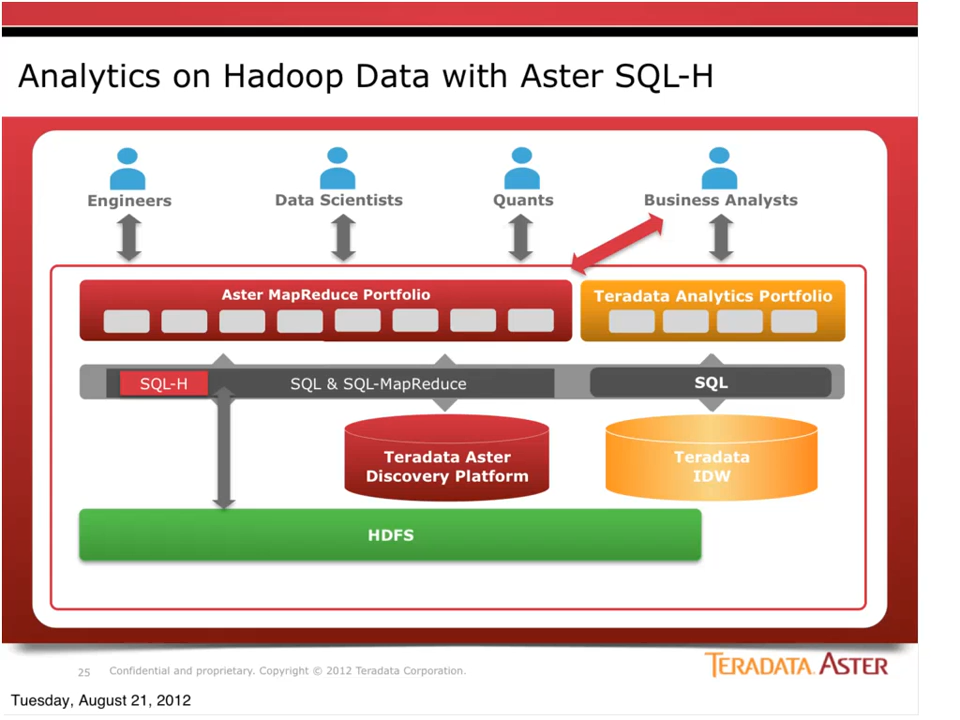 Analytics on Hadoop Data with Aster SQL-H
Engineers
Data Scientists
Quants
Business Analysts
Aster MapReduce Portfolio
Teradata Analytics Portfolio
SQL-H
SQL & SQL-MapReduce
SQL
Teradata Aster
Discovery Platform
Teradata
IDW
HDFS
25
Confidential and proprietary. Copyright © 2012 Teradata Corporation.
TERADATA ASTER
Tuesday, August 21, 2012